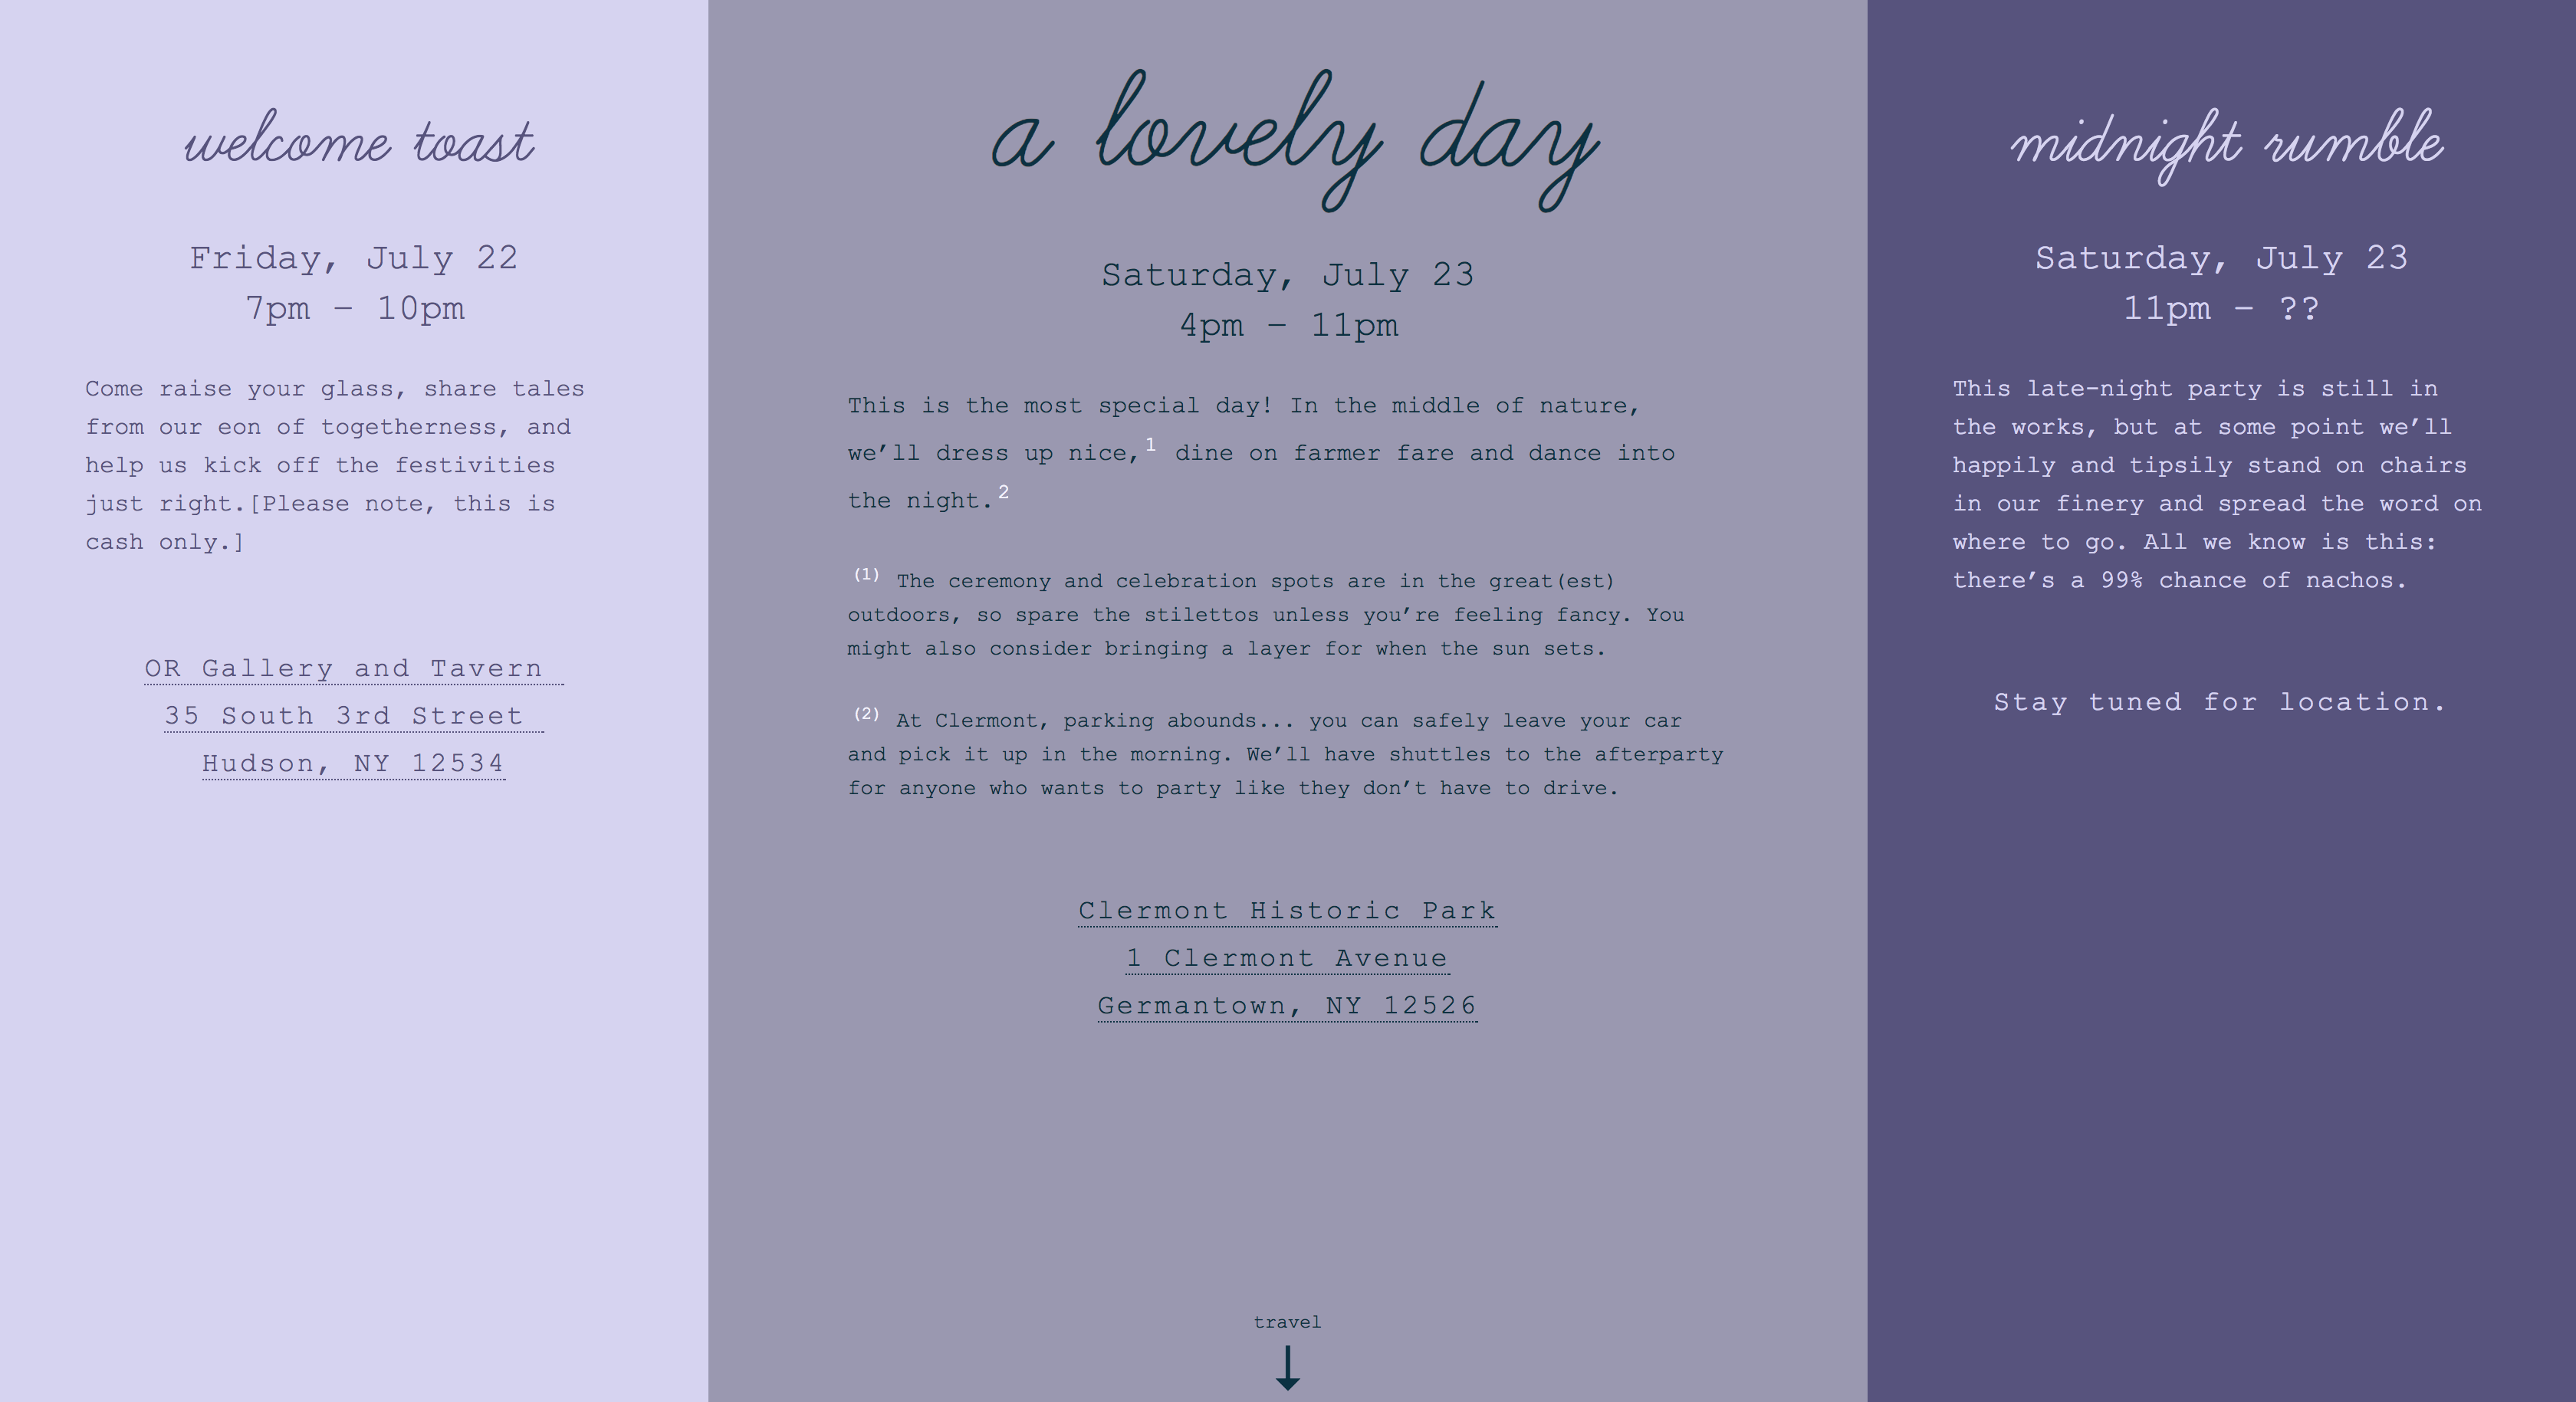 welcome toast
Friday, July 22
7pm – 10pm
Come raise your glass, share tales
from our eon of togetherness, and
help us kick off the festivities
just right.[Please note, this is
cash only.]
OR Gallery and Tavern
35 South 3rd Street
Hudson, NY 12534
a lovely day
Saturday, July 23
4pm – 11pm
This is the most special day! In the middle of nature,
we’ll dress up nice,1 dine on farmer fare and dance into
the night.2
(1) The ceremony and celebration spots are in the great(est)
outdoors, so spare the stilettos unless you’re feeling fancy. You
might also consider bringing a layer for when the sun sets.
(2) At Clermont, parking abounds... you can safely leave your car
and pick it up in the morning. We’ll have shuttles to the afterparty
for anyone who wants to party like they don’t have to drive.
Clermont Historic Park
1 Clermont Avenue
Germantown, NY 12526
travel
midnight rumble
Saturday, July 23
11pm – ??
This late-night party is still in
the works, but at some point we’ll
happily and tipsily stand on chairs
in our finery and spread the word on
where to go. All we know is this:
there’s a 99% chance of nachos.
Stay tuned for location.